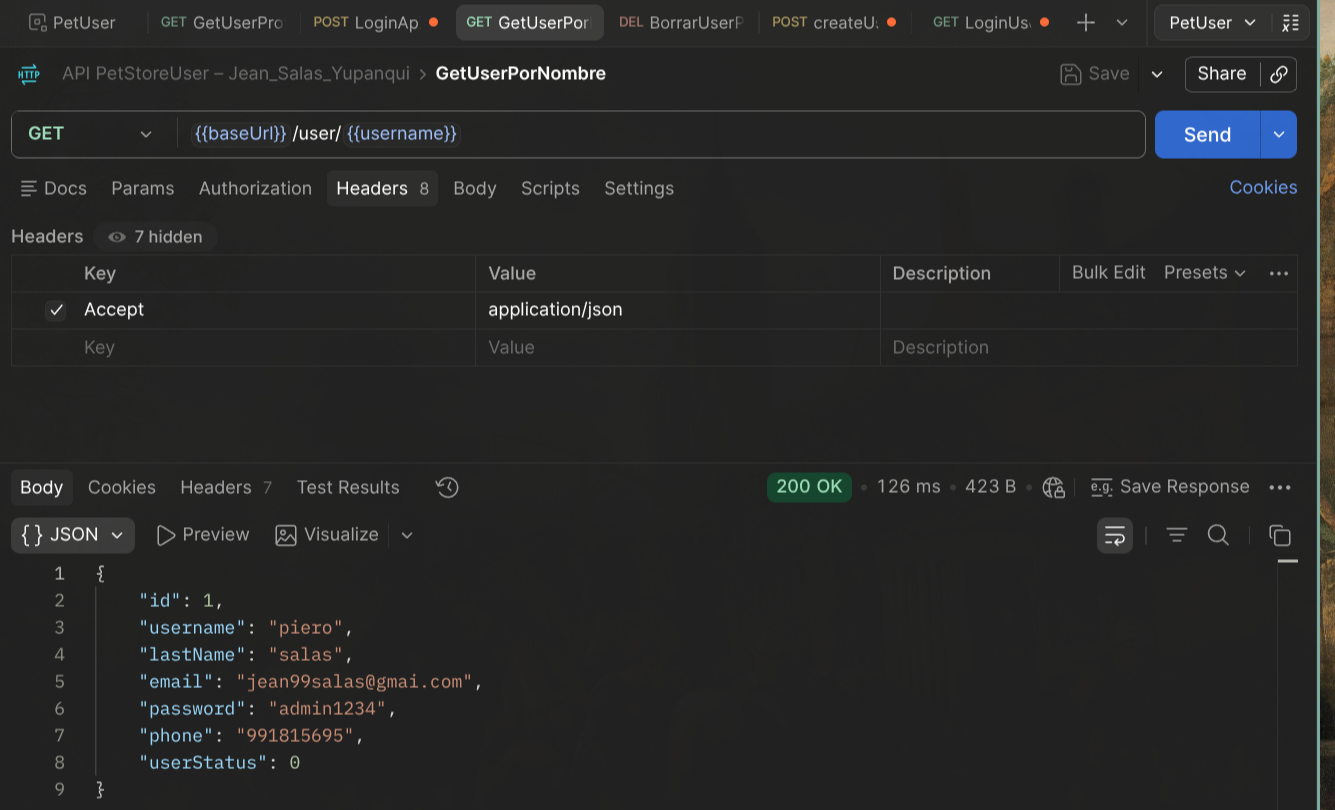 PetUser GET GetUserPro POST LoginAp GET GetUserPor DEL BorrarUserP POST createU GET LoginUs PetUser
HTTP API PetStoreUser – Jean_Salas_Yupanqui > GetUserPorNombre Save Share
GET {{baseUrl}} /user/ {{username}} Send
Docs Params Authorization Headers 8 Body Scripts Settings Cookies
Headers 7 hidden
Key Value Description Bulk Edit Presets
Accept application/json
Key Value Description
Body Cookies Headers 7 Test Results 200 OK 126 ms 423 B e.g. Save Response
{} JSON Preview Visualize
1 {
2 "id": 1,
3 "username": "piero",
4 "lastName": "salas",
5 "email": "jean99salas@gmai.com",
6 "password": "admin1234",
7 "phone": "991815695",
8 "userStatus": 0
9 }